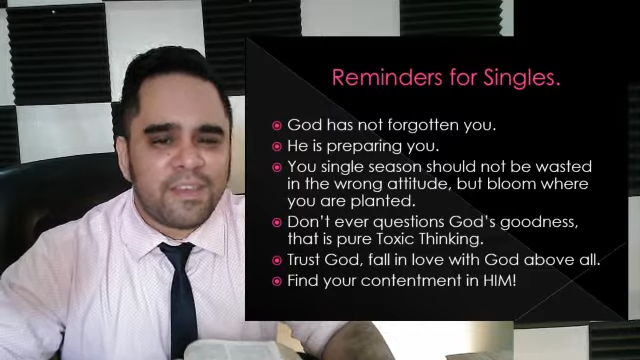 Reminders for Singles.
God has not forgotten you.
He is preparing you.
You single season should not be wasted
in the wrong attitude, but bloom where
you are planted.
Don't ever questions God's goodness,
that is pure Toxic Thinking.
Trust God, fall in love with God above all.
Find your contentment in HIM!